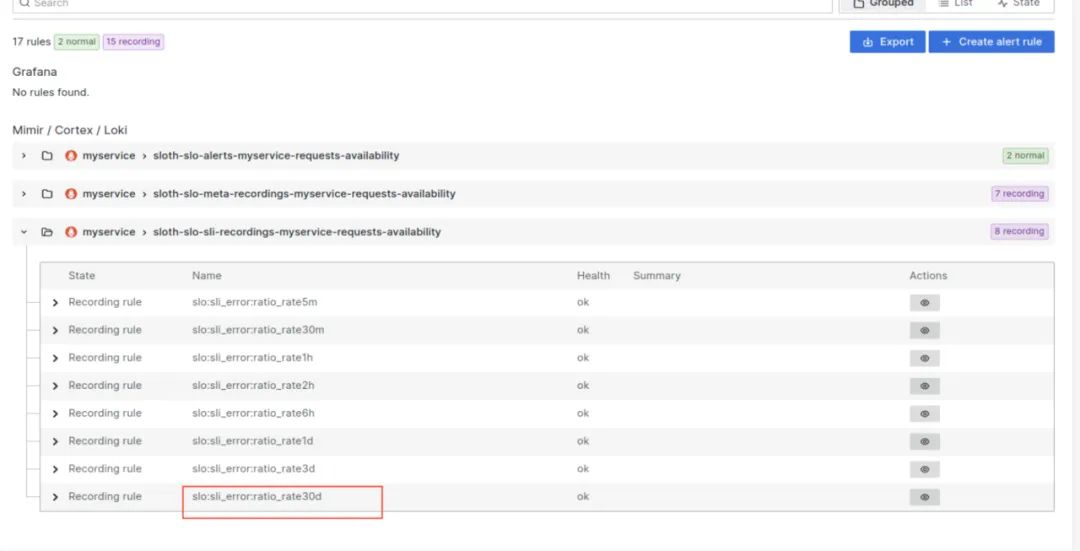 Search Grouped List State
17 rules 2 normal 15 recording Export + Create alert rule
Grafana
No rules found.
Mimir / Cortex / Loki
myservice > sloth-slo-alerts-myservice-requests-availability 2 normal
myservice > sloth-slo-meta-recordings-myservice-requests-availability 7 recording
myservice > sloth-slo-sli-recordings-myservice-requests-availability 8 recording
State Name Health Summary Actions
Recording rule slo:sli_error:ratio_rate5m ok
Recording rule slo:sli_error:ratio_rate30m ok
Recording rule slo:sli_error:ratio_rate1h ok
Recording rule slo:sli_error:ratio_rate2h ok
Recording rule slo:sli_error:ratio_rate6h ok
Recording rule slo:sli_error:ratio_rate1d ok
Recording rule slo:sli_error:ratio_rate3d ok
Recording rule slo:sli_error:ratio_rate30d ok